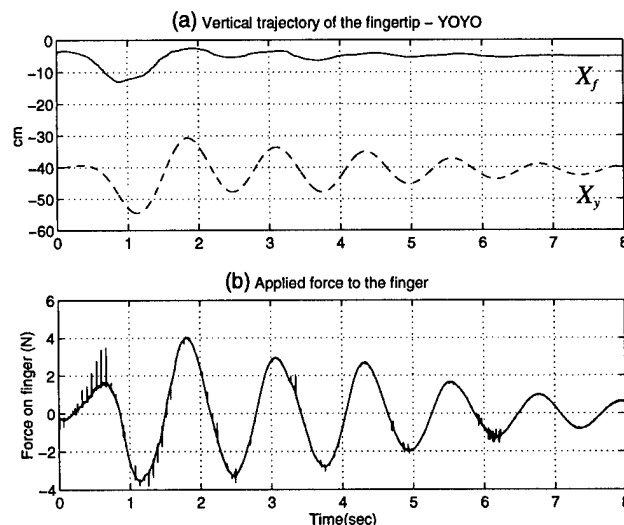 (a) Vertical trajectory of the fingertip – YOYO
0
-10
-20
-30
-40
-50
-60
cm
X_f
X_y
0 1 2 3 4 5 6 7 8
(b) Applied force to the finger
6
4
2
0
-2
-4
Force on finger (N)
0 1 2 3 4 5 6 7 8
Time(sec)